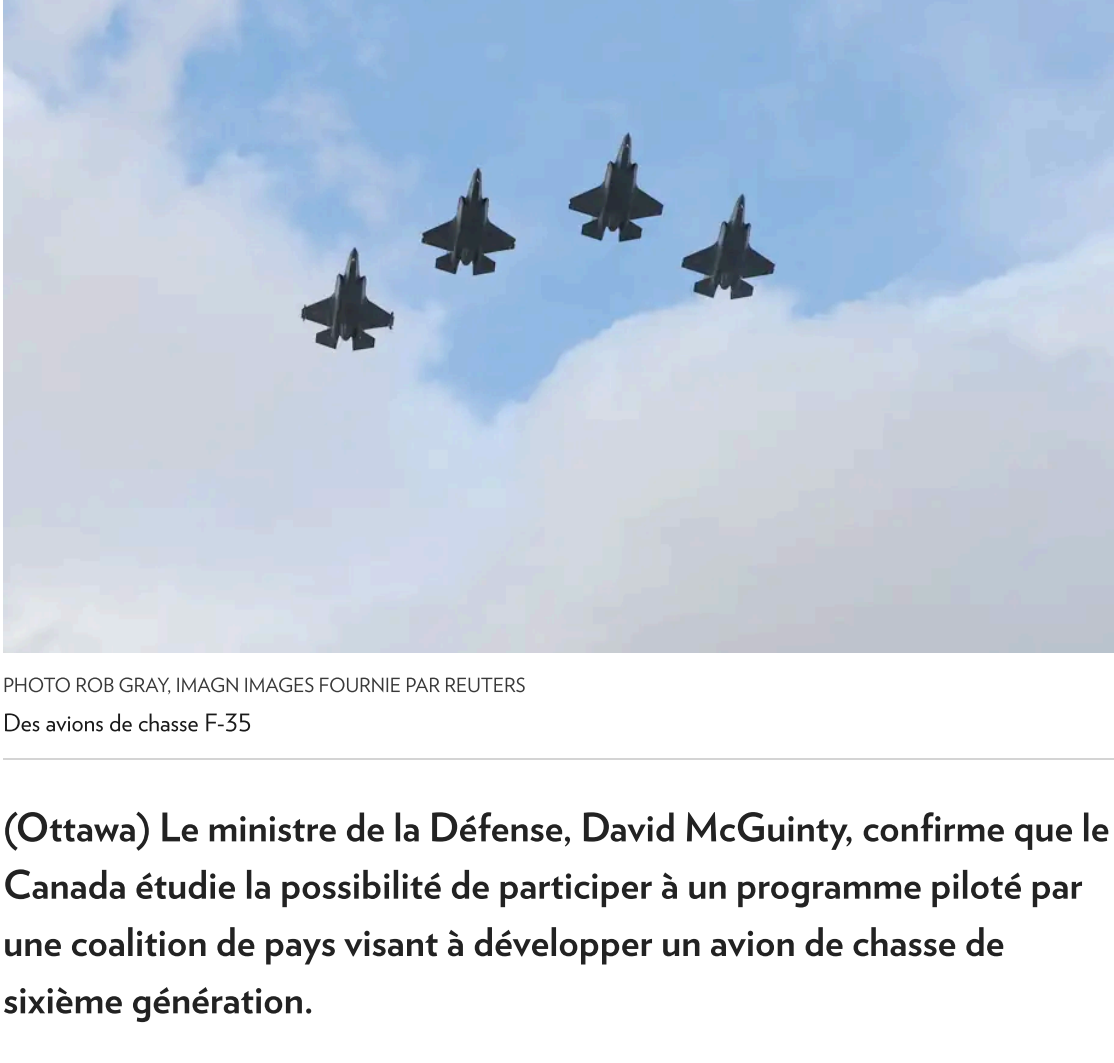 PHOTO ROB GRAY, IMAGN IMAGES FOURNIE PAR REUTERS
Des avions de chasse F-35
(Ottawa) Le ministre de la Défense, David McGuinty, confirme que le
Canada étudie la possibilité de participer à un programme piloté par
une coalition de pays visant à développer un avion de chasse de
sixième génération.